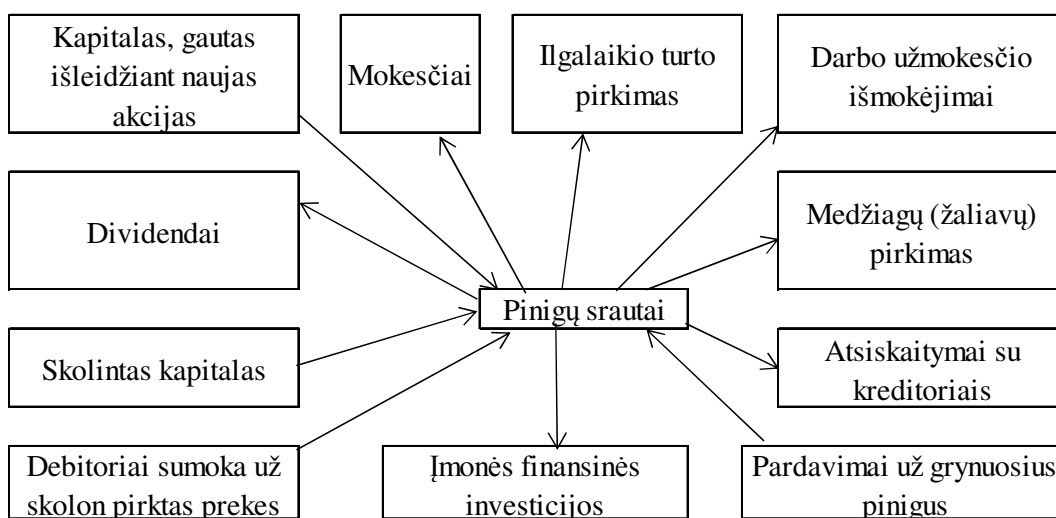 Kapitalas, gautas
išleidžiant naujas
akcijas
Mokesčiai
Ilgalaikio turto
pirkimas
Darbo užmokesčio
išmokėjimai
Dividendai
Medžiagų (žaliavų)
pirkimas
Pinigų srautai
Skolintas kapitalas
Atsiskaitymai su
kreditoriais
Debitoriai sumoka už
skolon pirktas prekes
Įmonės finansinės
investicijos
Pardavimai už grynuosius
pinigus